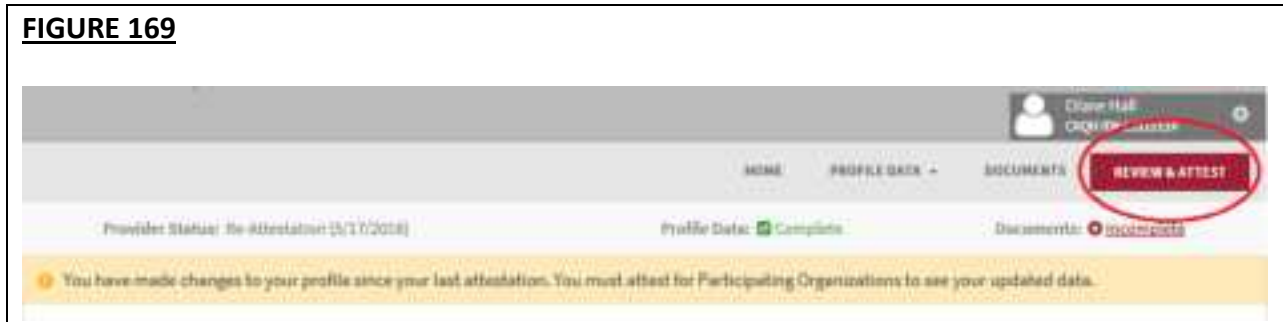 FIGURE 169
Diane Hall
CAQH ID
HOME PROFILE DATA DOCUMENTS REVIEW & ATTEST
Provider Status: Re-Attestation (5/17/2018) Profile Data: Complete Documents: Incomplete
You have made changes to your profile since your last attestation. You must attest for Participating Organizations to see your updated data.